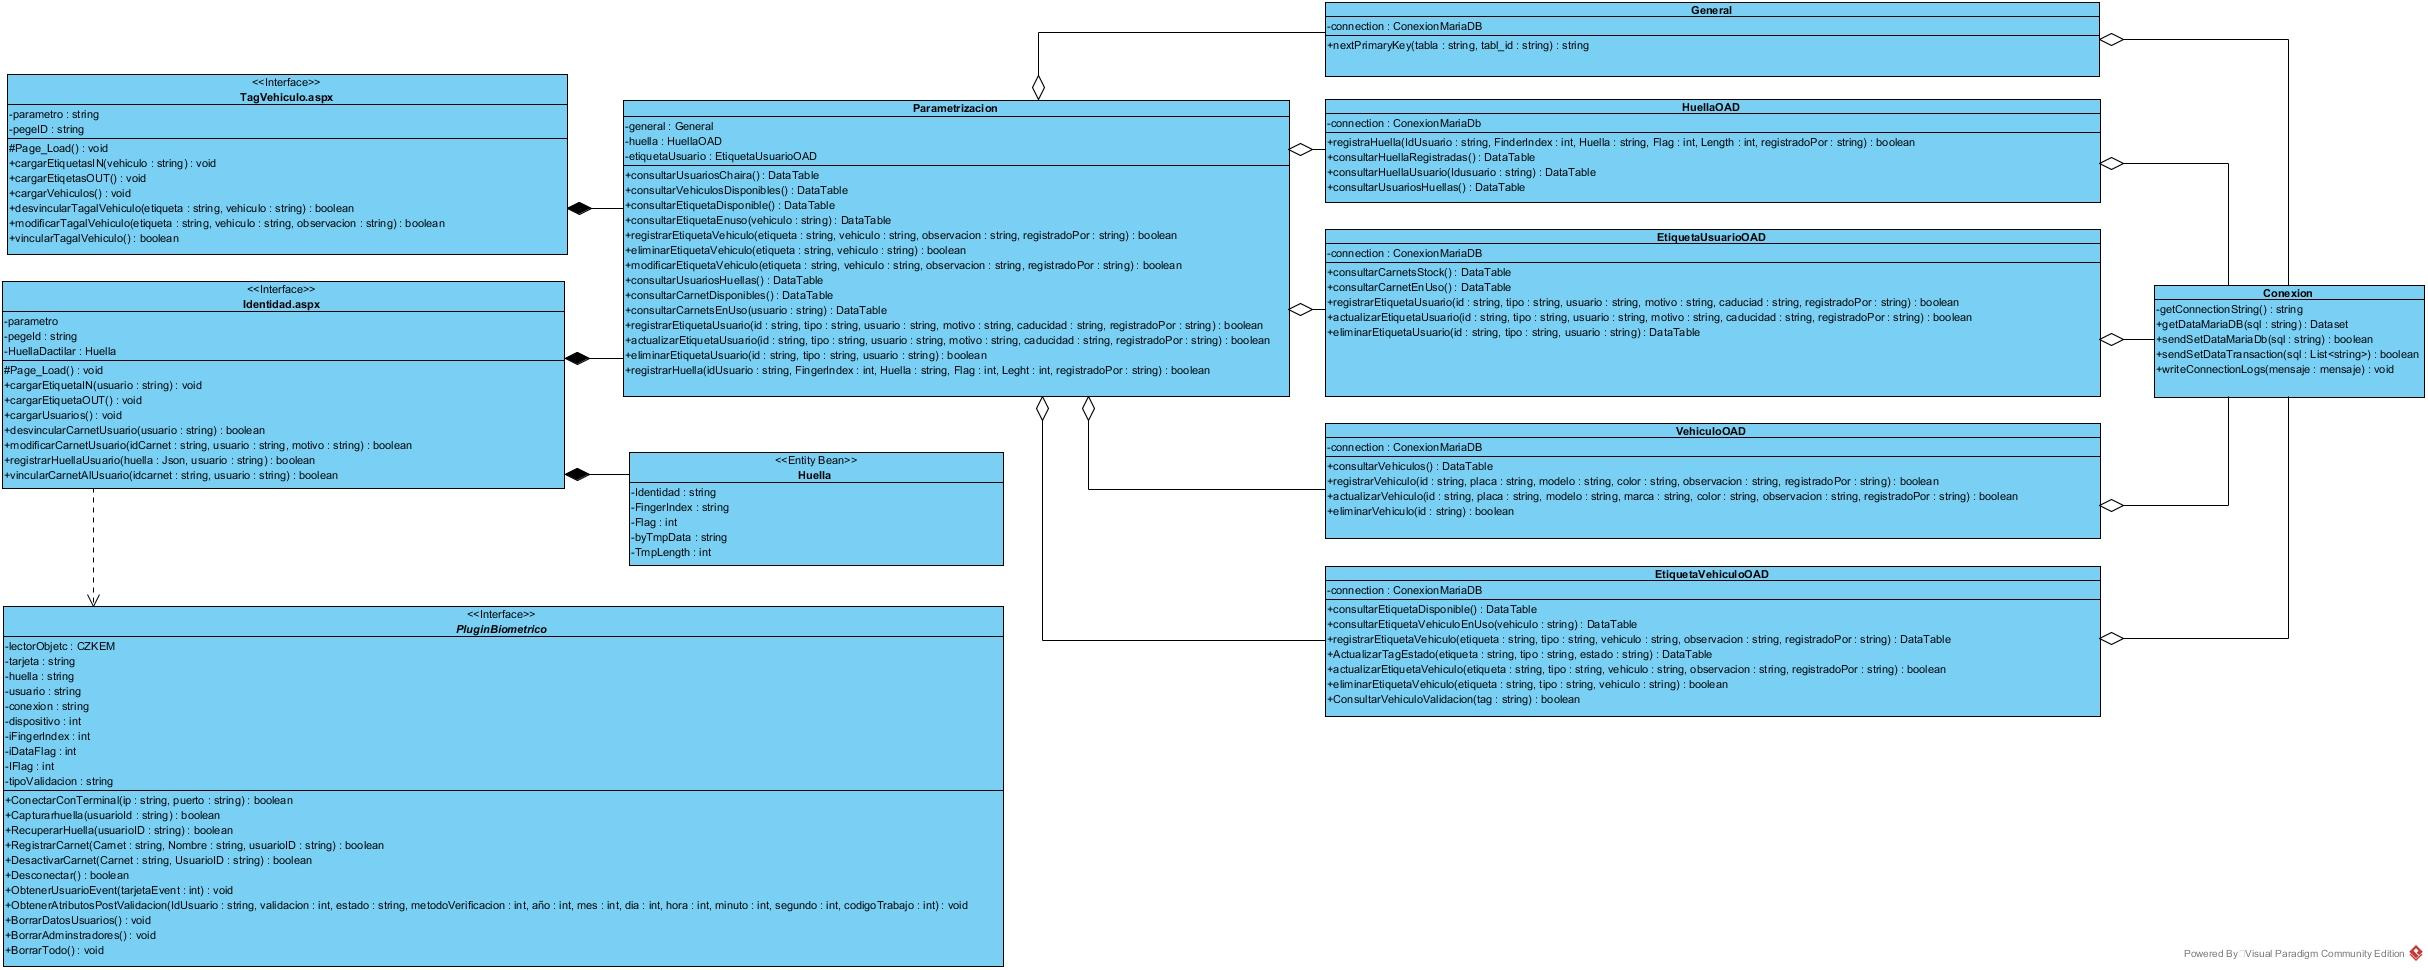 <<Interface>>
TagVehiculo.aspx
-parametro : string
-pegeID : string
#Page_Load() : void
+cargarEtiquetasIN(vehiculo : string) : void
+cargarEtiqetasOUT() : void
+cargarVehiculos() : void
+desvincularTagalVehiculo(etiqueta : string, vehiculo : string) : boolean
+modificarTagalVehiculo(etiqueta : string, vehiculo : string, observacion : string) : boolean
+vincularTagalVehiculo() : boolean
<<Interface>>
Identidad.aspx
-parametro
-pegeId : string
-HuellaDactilar : Huella
#Page_Load() : void
+cargarEtiquetaIN(usuario : string) : void
+cargarEtiquetaOUT() : void
+cargarUsuarios() : void
+desvincularCarnetUsuario(usuario : string) : boolean
+modificarCarnetUsuario(idCarnet : string, usuario : string, motivo : string) : boolean
+registrarHuellaUsuario(huella : Json, usuario : string) : boolean
+vincularCarnetAlUsuario(idcarnet : string, usuario : string) : boolean
<<Interface>>
PluginBiometrico
-lectorObjetc : CZKEM
-tarjeta : string
-huella : string
-usuario : string
-conexion : string
-dispositivo : int
-iFingerIndex : int
-iDataFlag : int
-IFlag : int
-tipoValidacion : string
+ConectarConTerminal(ip : string, puerto : string) : boolean
+Capturarhuella(usuarioId : string) : boolean
+RecuperarHuella(usuarioID : string) : boolean
+RegistrarCarnet(Carnet : string, Nombre : string, usuarioID : string) : boolean
+DesactivarCarnet(Carnet : string, UsuarioID : string) : boolean
+Desconectar() : boolean
+ObtenerUsuarioEvent(tarjetaEvent : int) : void
+ObtenerAtributosPostValidacion(IdUsuario : string, validacion : int, estado : string, metodoVerificacion : int, año : int, mes : int, dia : int, hora : int, minuto : int, segundo : int, codigoTrabajo : int) : void
+BorrarDatosUsuarios() : void
+BorrarAdminstradores() : void
+BorrarTodo() : void
Parametrizacion
-general : General
-huella : HuellaOAD
-etiquetaUsuario : EtiquetaUsuarioOAD
+consultarUsuariosChaira() : DataTable
+consultarVehiculosDisponibles() : DataTable
+consultarEtiquetaDisponible() : DataTable
+consultarEtiquetaEnuso(vehiculo : string) : DataTable
+registrarEtiquetaVehiculo(etiqueta : string, vehiculo : string, observacion : string, registradoPor : string) : boolean
+eliminarEtiquetaVehiculo(etiqueta : string, vehiculo : string) : boolean
+modificarEtiquetaVehiculo(etiqueta : string, vehiculo : string, observacion : string, registradoPor : string) : boolean
+consultarUsuariosHuellas() : DataTable
+consultarCarnetDisponibles() : DataTable
+consultarCarnetsEnUso(usuario : string) : DataTable
+registrarEtiquetaUsuario(id : string, tipo : string, usuario : string, motivo : string, caducidad : string, registradoPor : string) : boolean
+actualizarEtiquetaUsuario(id : string, tipo : string, usuario : string, motivo : string, caducidad : string, registradoPor : string) : boolean
+eliminarEtiquetaUsuario(id : string, tipo : string, usuario : string) : boolean
+registrarHuella(idUsuario : string, FingerIndex : int, Huella : string, Flag : int, Leght : int, registradoPor : string) : boolean
<<Entity Bean>>
Huella
-Identidad : string
-FingerIndex : string
-Flag : int
-byTmpData : string
-TmpLength : int
General
-connection : ConexionMariaDB
+nextPrimaryKey(tabla : string, tabl_id : string) : string
HuellaOAD
-connection : ConexionMariaDb
+registraHuella(IdUsuario : string, FinderIndex : int, Huella : string, Flag : int, Length : int, registradoPor : string) : boolean
+consultarHuellaRegistradas() : DataTable
+consultarHuellaUsuario(Idusuario : string) : DataTable
+consultarUsuariosHuellas() : DataTable
EtiquetaUsuarioOAD
-connection : ConexionMariaDB
+consultarCarnetsStock() : DataTable
+consultarCarnetEnUso() : DataTable
+registrarEtiquetaUsuario(id : string, tipo : string, usuario : string, motivo : string, caduciad : string, registradoPor : string) : boolean
+actualizarEtiquetaUsuario(id : string, tipo : string, usuario : string, motivo : string, caducidad : string, registradoPor : string) : boolean
+eliminarEtiquetaUsuario(id : string, tipo : string, usuario : string) : DataTable
VehiculoOAD
-connection : ConexionMariaDB
+consultarVehiculos() : DataTable
+registrarVehiculo(id : string, placa : string, modelo : string, color : string, observacion : string, registradoPor : string) : boolean
+actualizarVehiculo(id : string, placa : string, modelo : string, marca : string, color : string, observacion : string, registradoPor : string) : boolean
+eliminarVehiculo(id : string) : boolean
EtiquetaVehiculoOAD
-connection : ConexionMariaDB
+consultarEtiquetaDisponible() : DataTable
+consultarEtiquetaVehiculoEnUso(vehiculo : string) : DataTable
+registrarEtiquetaVehiculo(etiqueta : string, tipo : string, vehiculo : string, observacion : string, registradoPor : string) : DataTable
+ActualizarTagEstado(etiqueta : string, tipo : string, estado : string) : DataTable
+actualizarEtiquetaVehiculo(etiqueta : string, tipo : string, vehiculo : string, observacion : string, registradoPor : string) : boolean
+eliminarEtiquetaVehiculo(etiqueta : string, tipo : string, vehiculo : string) : boolean
+ConsultarVehiculoValidacion(tag : string) : boolean
Conexion
-getConnectionString() : string
+getDataMariaDB(sql : string) : Dataset
+sendSetDataMariaDb(sql : string) : boolean
+sendSetDataTransaction(sql : List<string>) : boolean
+writeConnectionLogs(mensaje : mensaje) : void
Powered By Visual Paradigm Community Edition